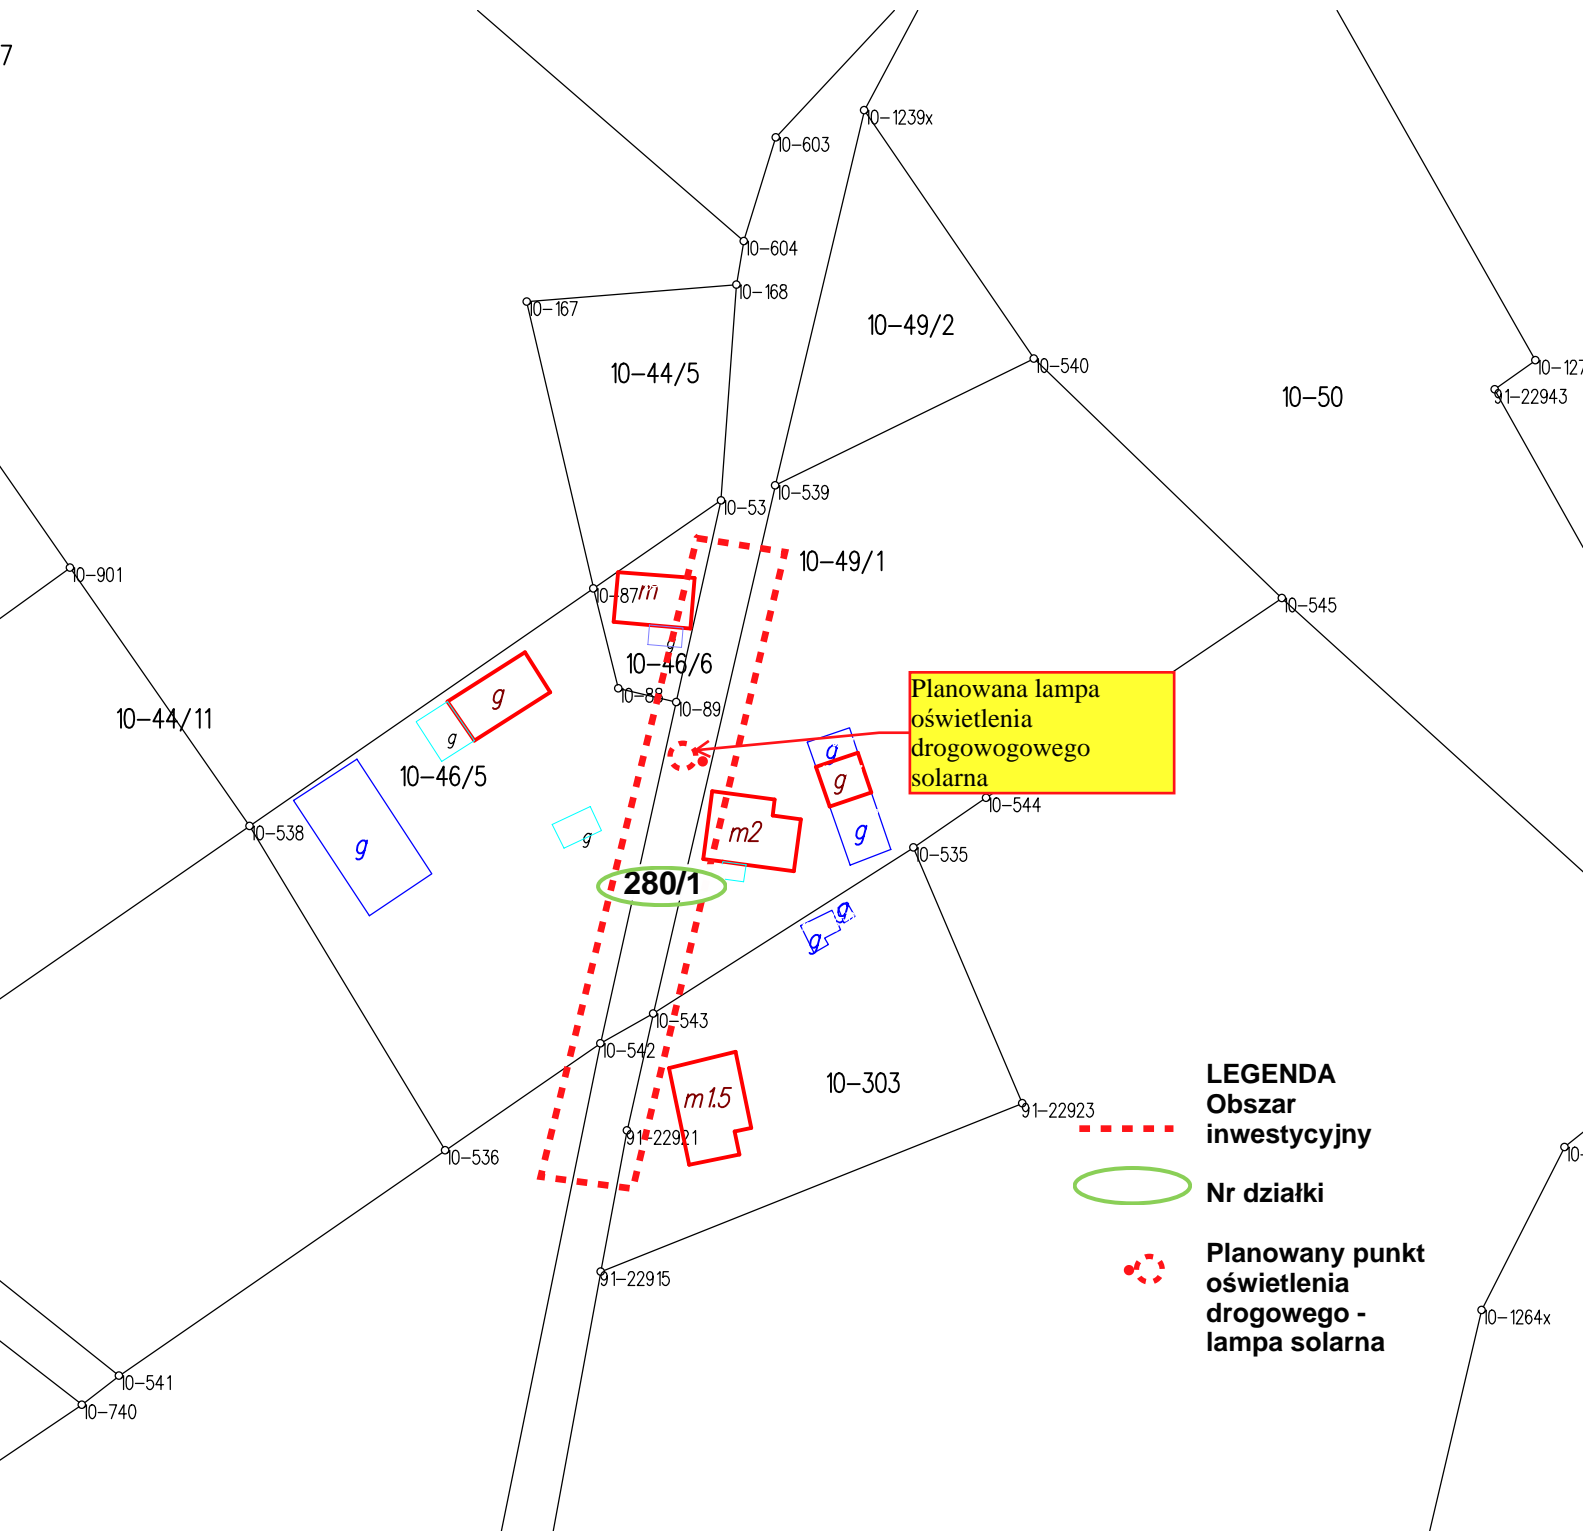 7
10-1239x
10-603
10-604
10-168
10-167
10-49/2
10-44/5
10-540
10-127
91-22943
10-50
10-539
10-53
10-49/1
10-901
10-87
m
g
10-545
10-46/6
10-88
10-89
g
g
10-44/11
10-46/5
Planowana lampa
oświetlenia
drogowogowego
solarna
g
g
g
10-544
10-538
g
g
m2
10-535
280/1
g
g
10-543
10-542
m1.5
10-303
91-22923
91-22921
10-536
LEGENDA
Obszar
inwestycyjny
Nr działki
Planowany punkt
oświetlenia
drogowego -
lampa solarna
10-
91-22915
10-1264x
10-541
10-740